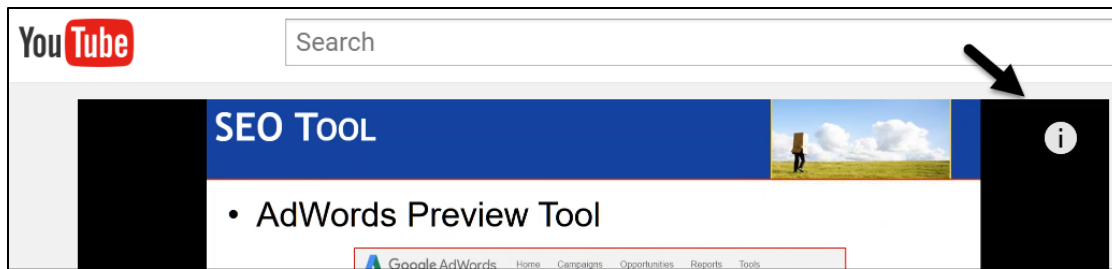 YouTube
Search
SEO TOOL
i
• AdWords Preview Tool
Google AdWords Home Campaigns Opportunities Reports Tools